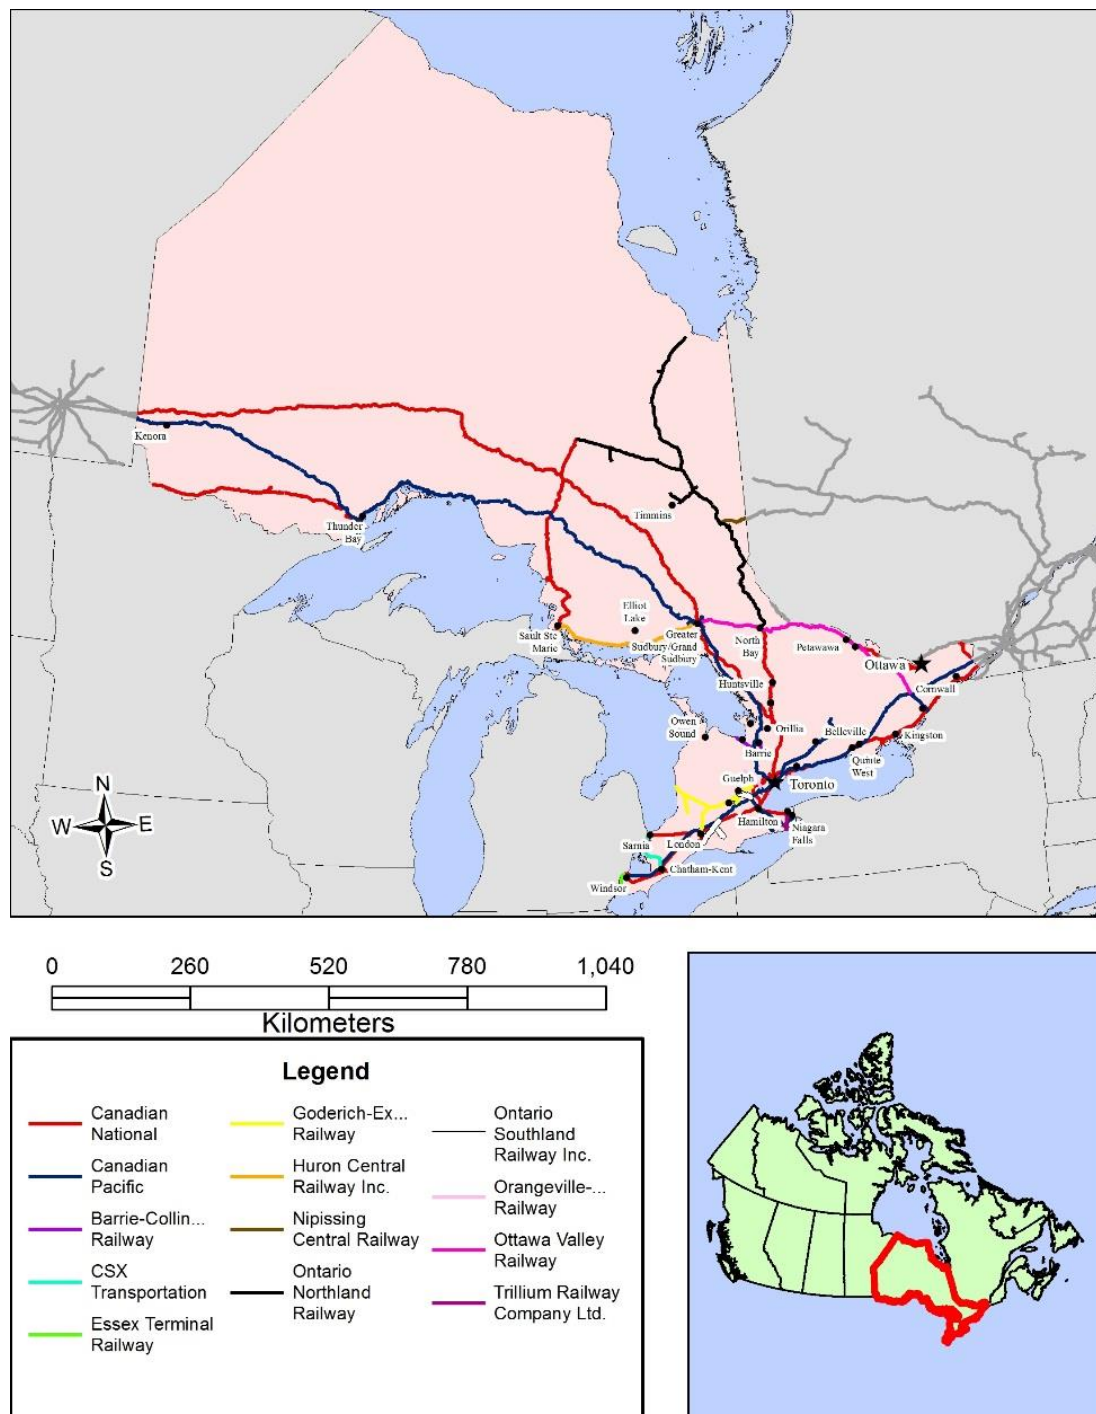 Kenora
Thunder
Bay
Timmins
Elliot
Lake
Sault Ste
Marie
Greater
Sudbury/Grand
Sudbury
North
Bay
Petawawa
Ottawa
Cornwall
Huntsville
Owen
Sound
Orillia
Belleville
Kingston
Barrie
Quinte
West
Guelph
Toronto
Hamilton
Niagara
Falls
Sarnia
London
Chatham-Kent
Windsor
N
W E
S
0 260 520 780 1,040
Kilometers
Legend
Canadian
National
Canadian
Pacific
Barrie-Collin...
Railway
CSX
Transportation
Essex Terminal
Railway
Goderich-Ex...
Railway
Huron Central
Railway Inc.
Nipissing
Central Railway
Ontario
Northland
Railway
Ontario
Southland
Railway Inc.
Orangeville-...
Railway
Ottawa Valley
Railway
Trillium Railway
Company Ltd.